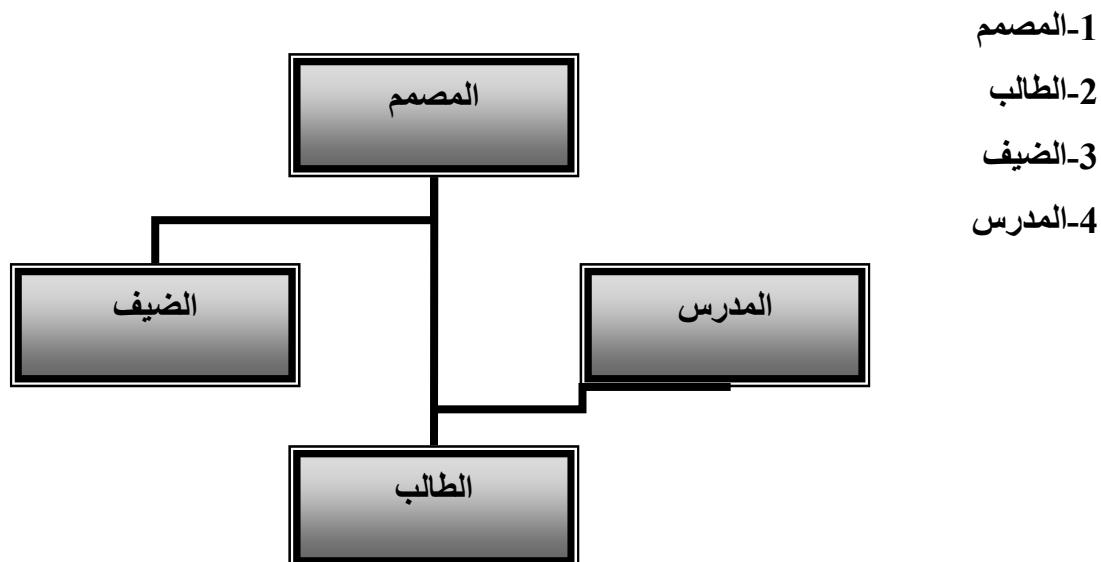 1-المصمم
2-الطالب
3-الضيف
4-المدرس
المصمم
المدرس
الضيف
الطالب